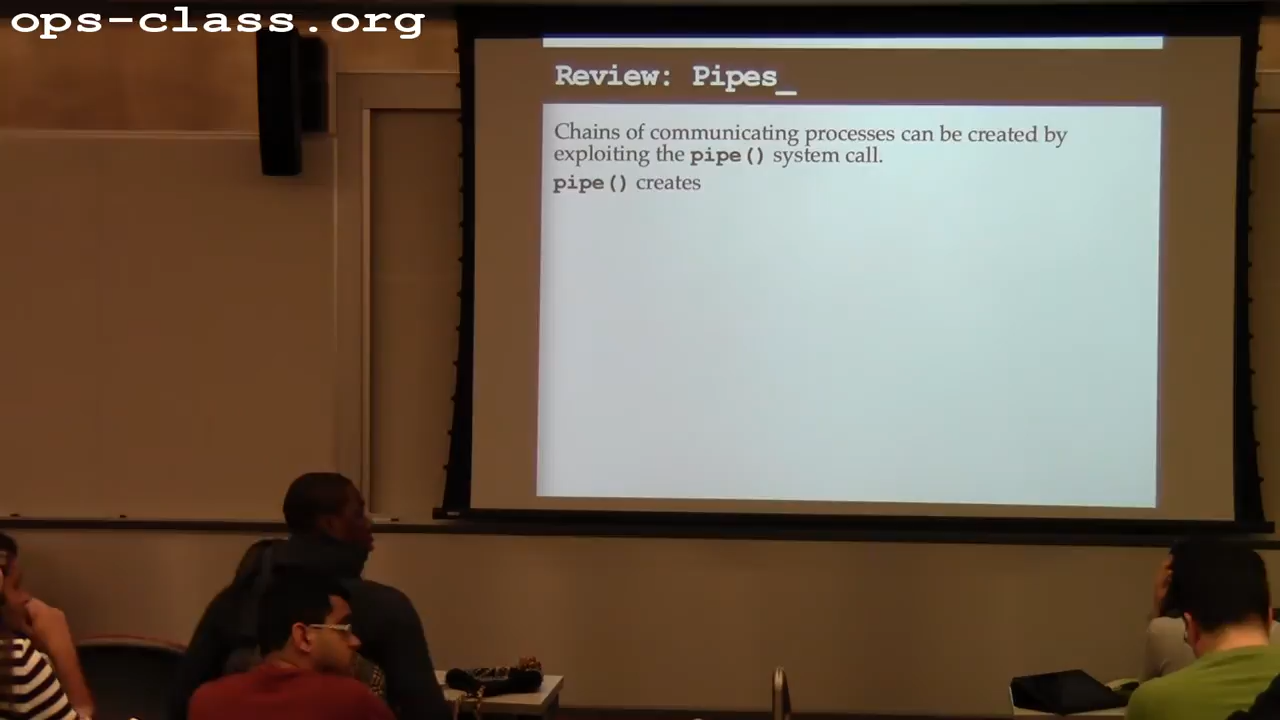 ops-class.org
Review: Pipes_
Chains of communicating processes can be created by
exploiting the pipe() system call.
pipe() creates